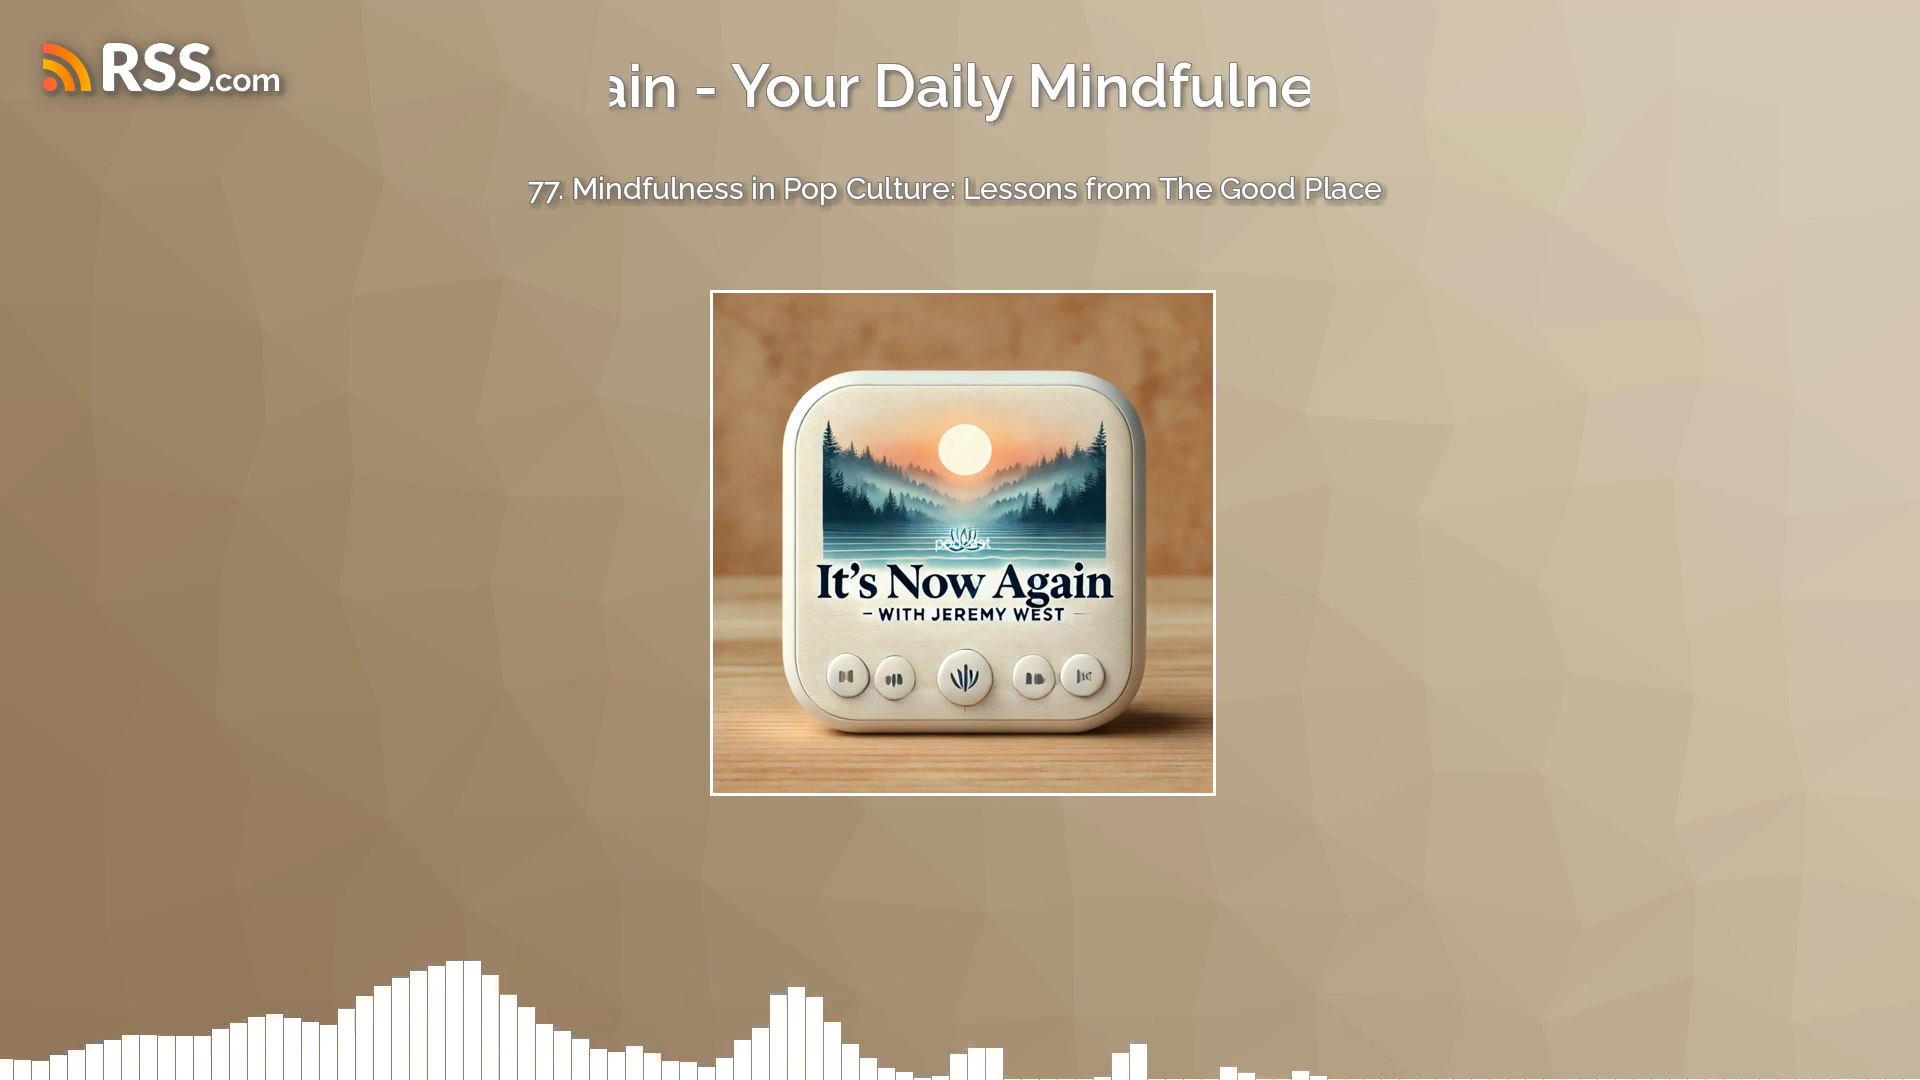 RSS.com
ain - Your Daily Mindfulne
77. Mindfulness in Pop Culture: Lessons from The Good Place
podcast
It's Now Again
- WITH JEREMY WEST